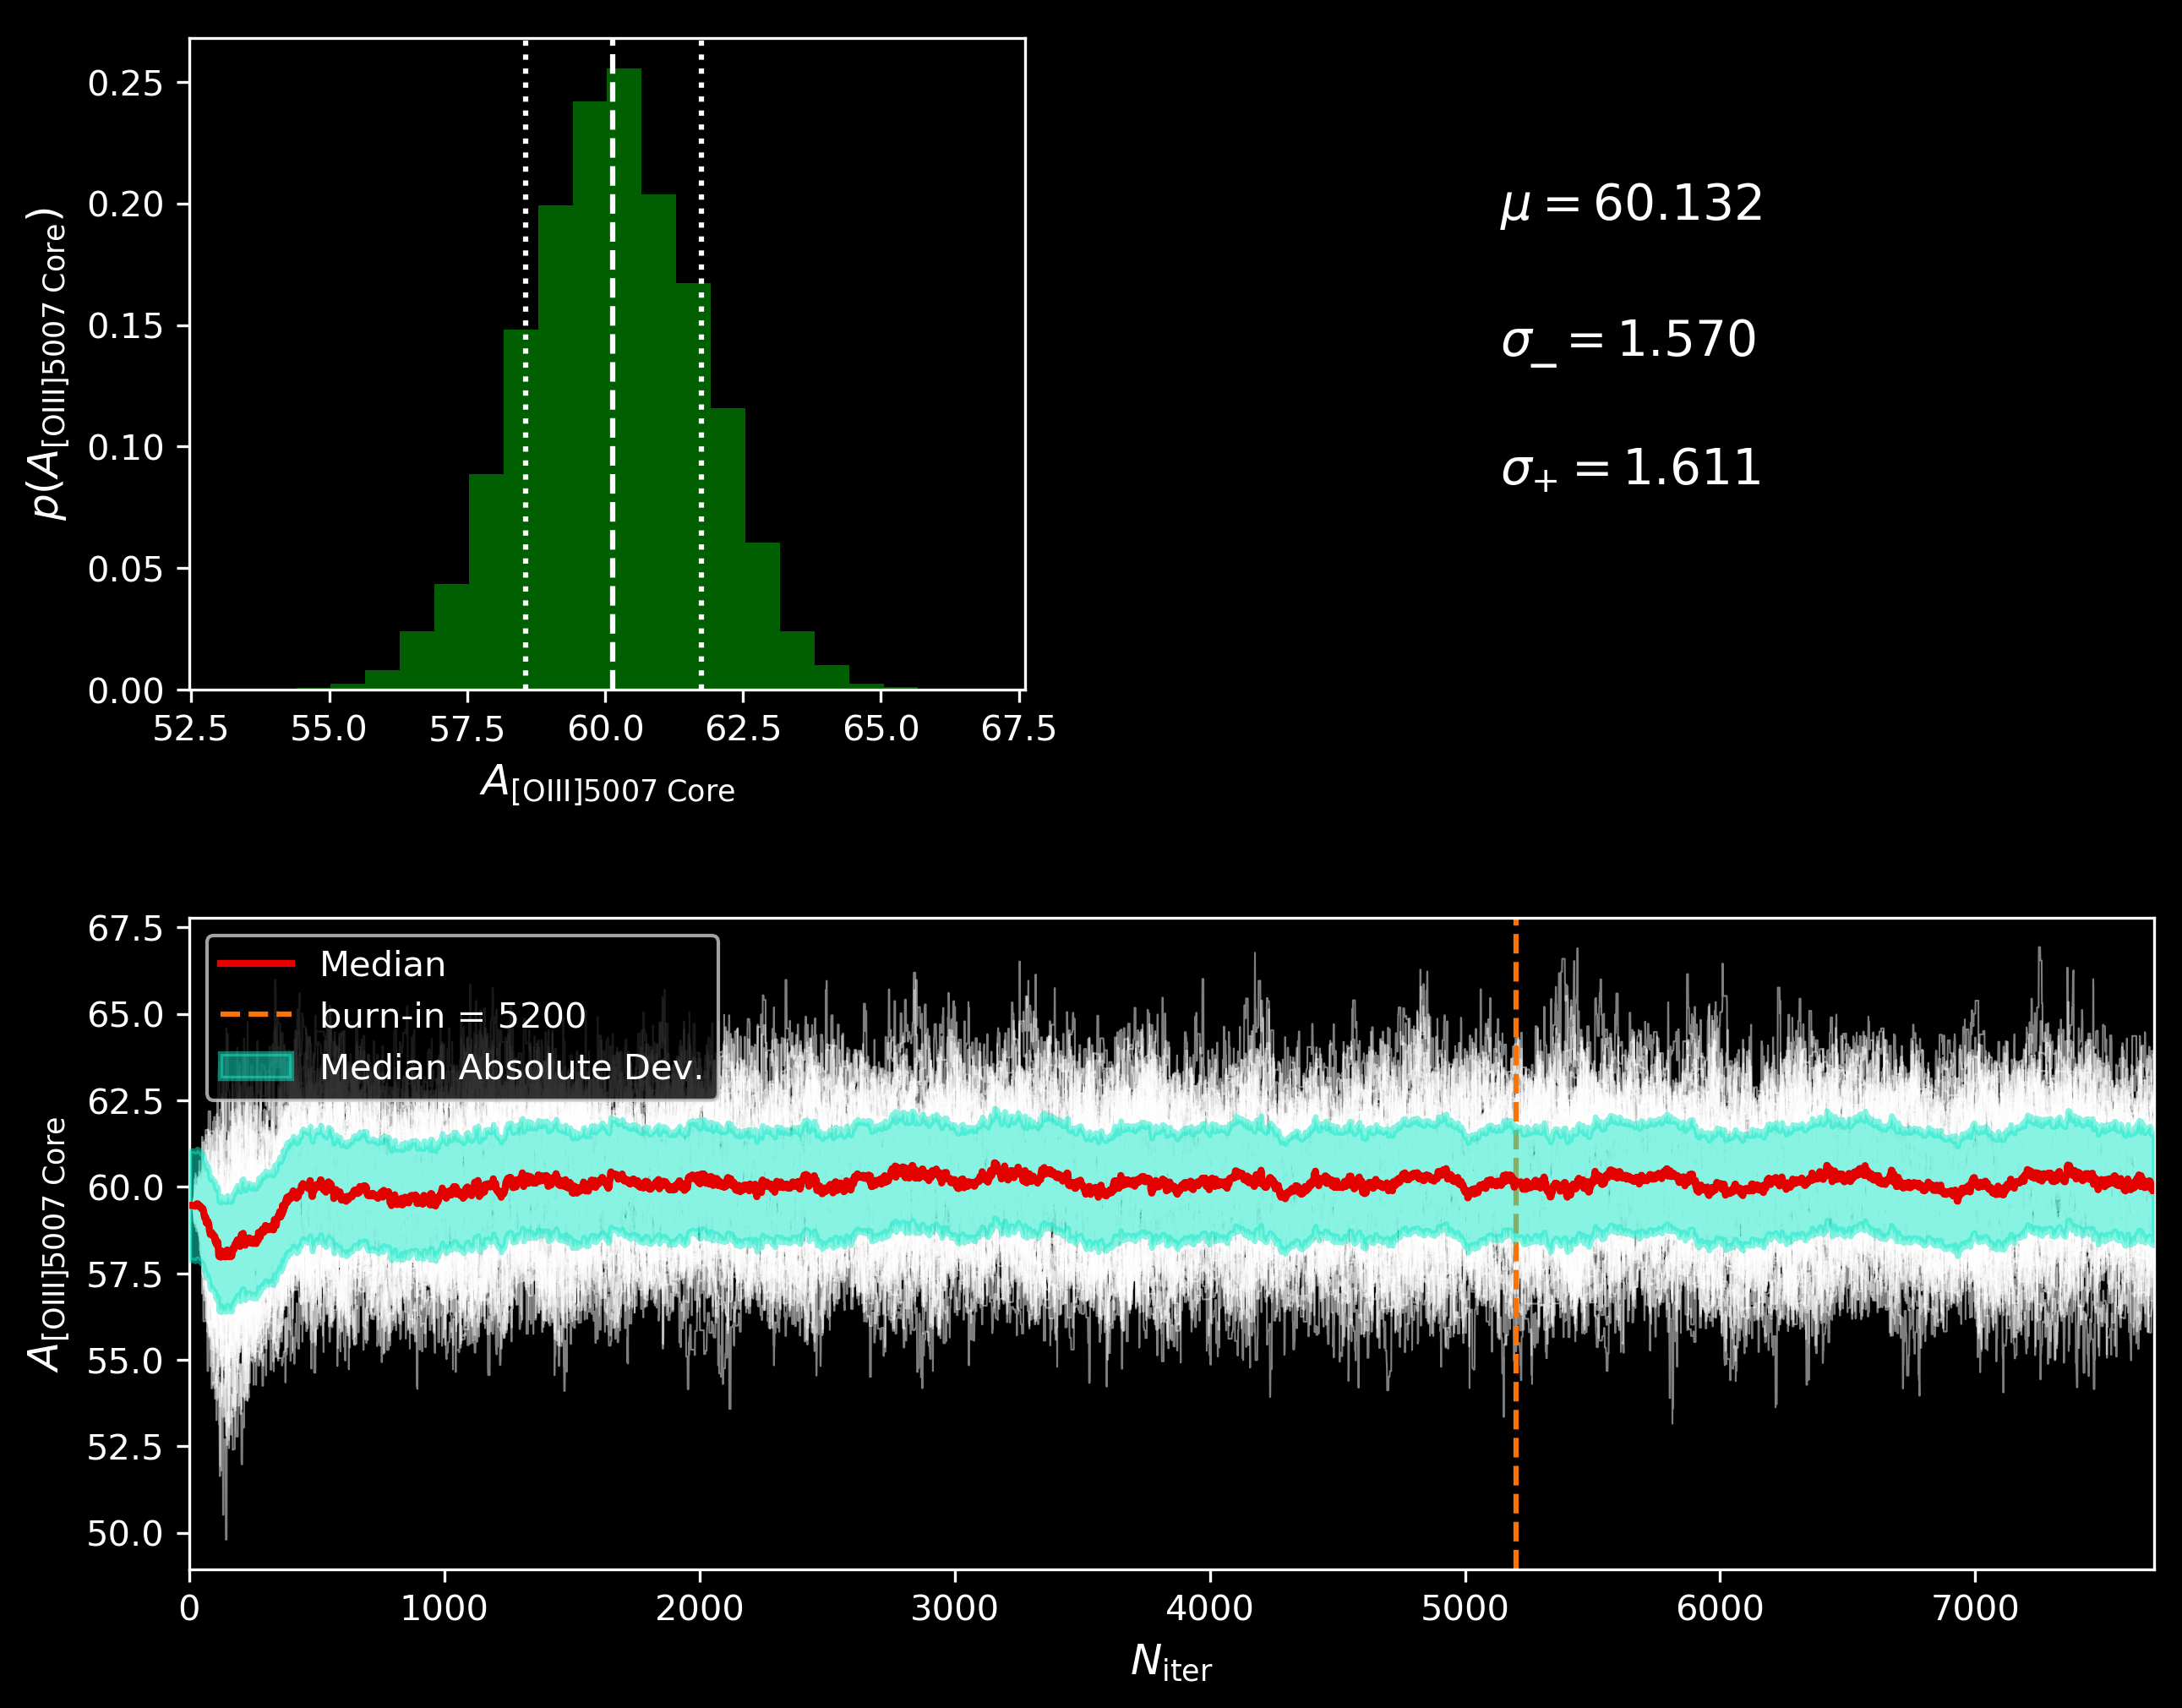 0.25
0.20
0.15
0.10
0.05
0.00
p(A[OIII]5007 Core)
52.5 55.0 57.5 60.0 62.5 65.0 67.5
A[OIII]5007 Core
μ = 60.132
σ− = 1.570
σ+ = 1.611
67.5
65.0
62.5
60.0
57.5
55.0
52.5
50.0
A[OIII]5007 Core
Median
burn-in = 5200
Median Absolute Dev.
0 1000 2000 3000 4000 5000 6000 7000
Niter